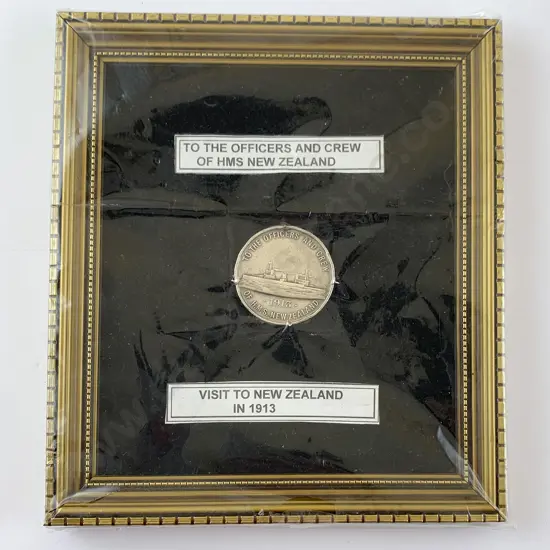 TO THE OFFICERS AND CREW
OF HMS NEW ZEALAND
TO THE OFFICERS AND CREW
1913
OF H.M.S. NEW ZEALAND
VISIT TO NEW ZEALAND
IN 1913